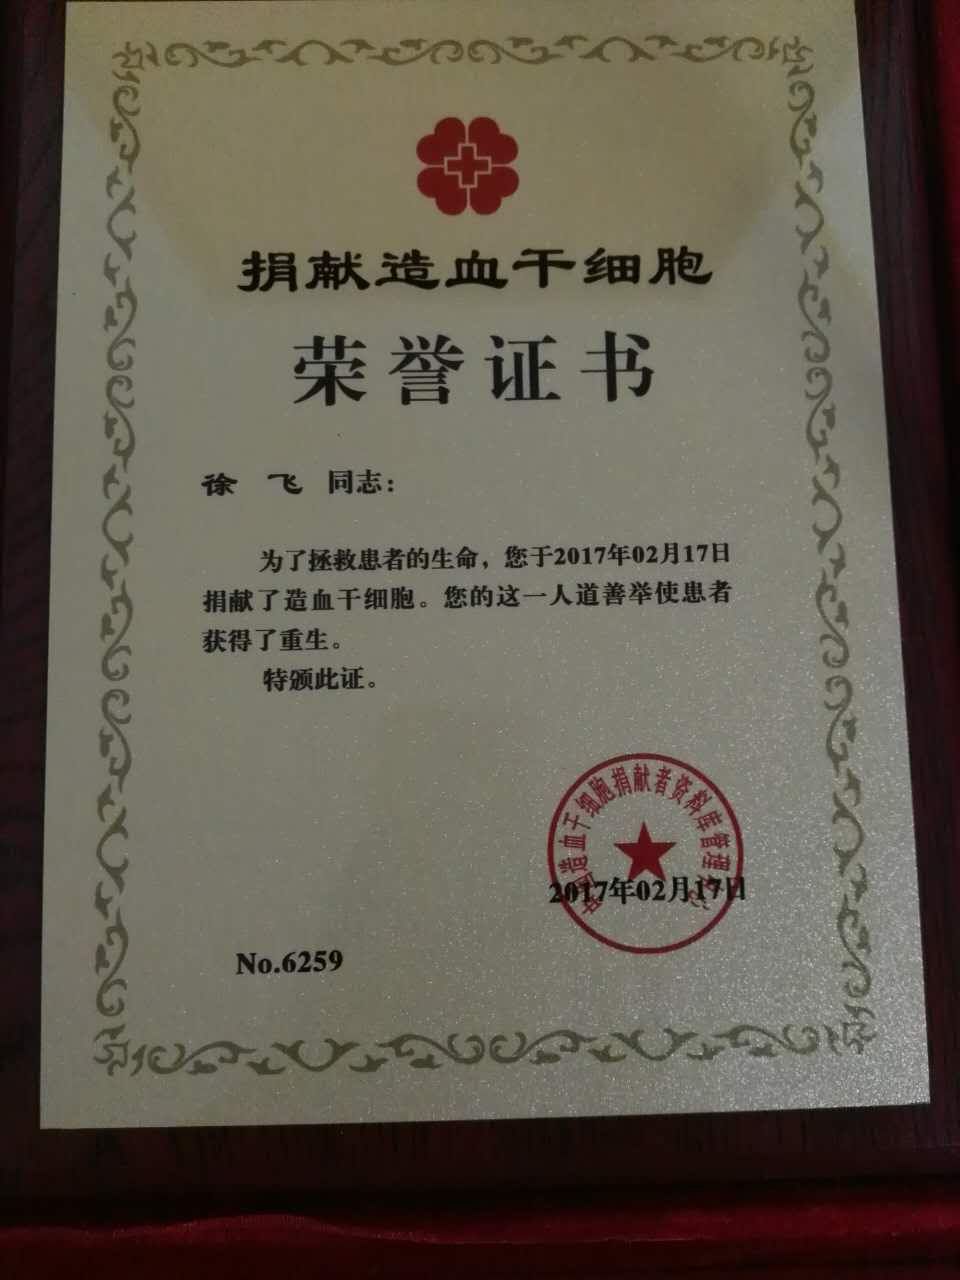 捐献造血干细胞
荣誉证书
徐 飞 同志：
为了拯救患者的生命，您于2017年02月17日
捐献了造血干细胞。您的这一人道善举使患者
获得了重生。
特颁此证。
中国造血干细胞捐献者资料库管理中心
2017年02月17日
No.6259